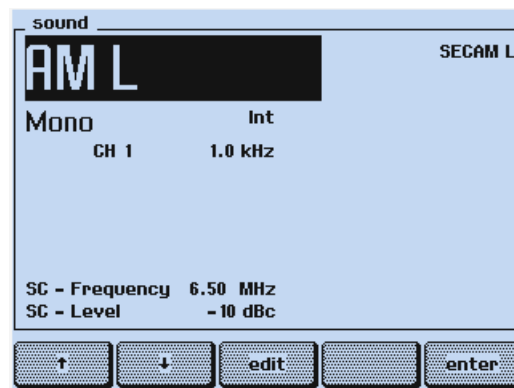 sound
AM L
SECAM L
Mono Int
CH 1 1.0 kHz
SC - Frequency 6.50 MHz
SC - Level -10 dBc
↑ ↓ edit enter